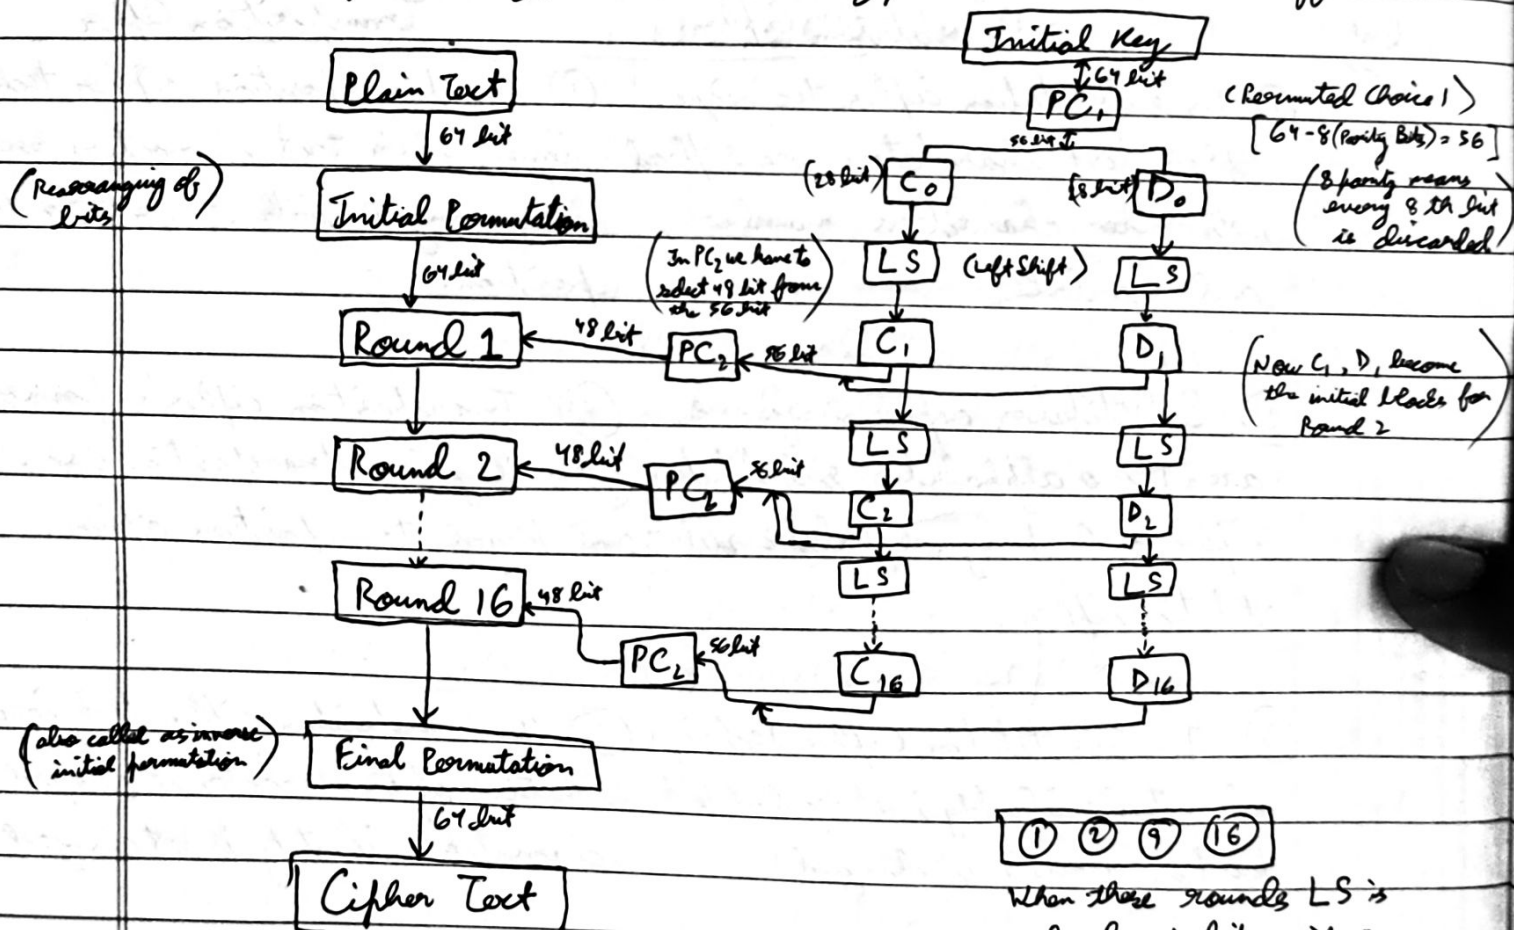 Initial Key
Plain Text
64 bit
PC1
(Permuted Choice 1)
64 bit
56 bit
[64-8(Parity Bits) = 56]
(Rearranging of
bits)
Initial Permutation
(28 bit)
C0
(8 bit)
D0
(8 parity means
every 8 th bit
is discarded)
64 bit
(In PC2 we have to
select 48 bit from
the 56 bit)
LS
(Left Shift)
LS
Round 1
48 bit
PC2
56 bit
C1
D1
(Now C1, D1 become
the initial blocks for
Round 2)
LS
LS
Round 2
48 bit
PC2
56 bit
C2
D2
LS
LS
Round 16
48 bit
PC2
56 bit
C16
D16
(also called as inverse
initial permutation)
Final Permutation
64 bit
1 2 9 16
Cipher Text
When these rounds LS is